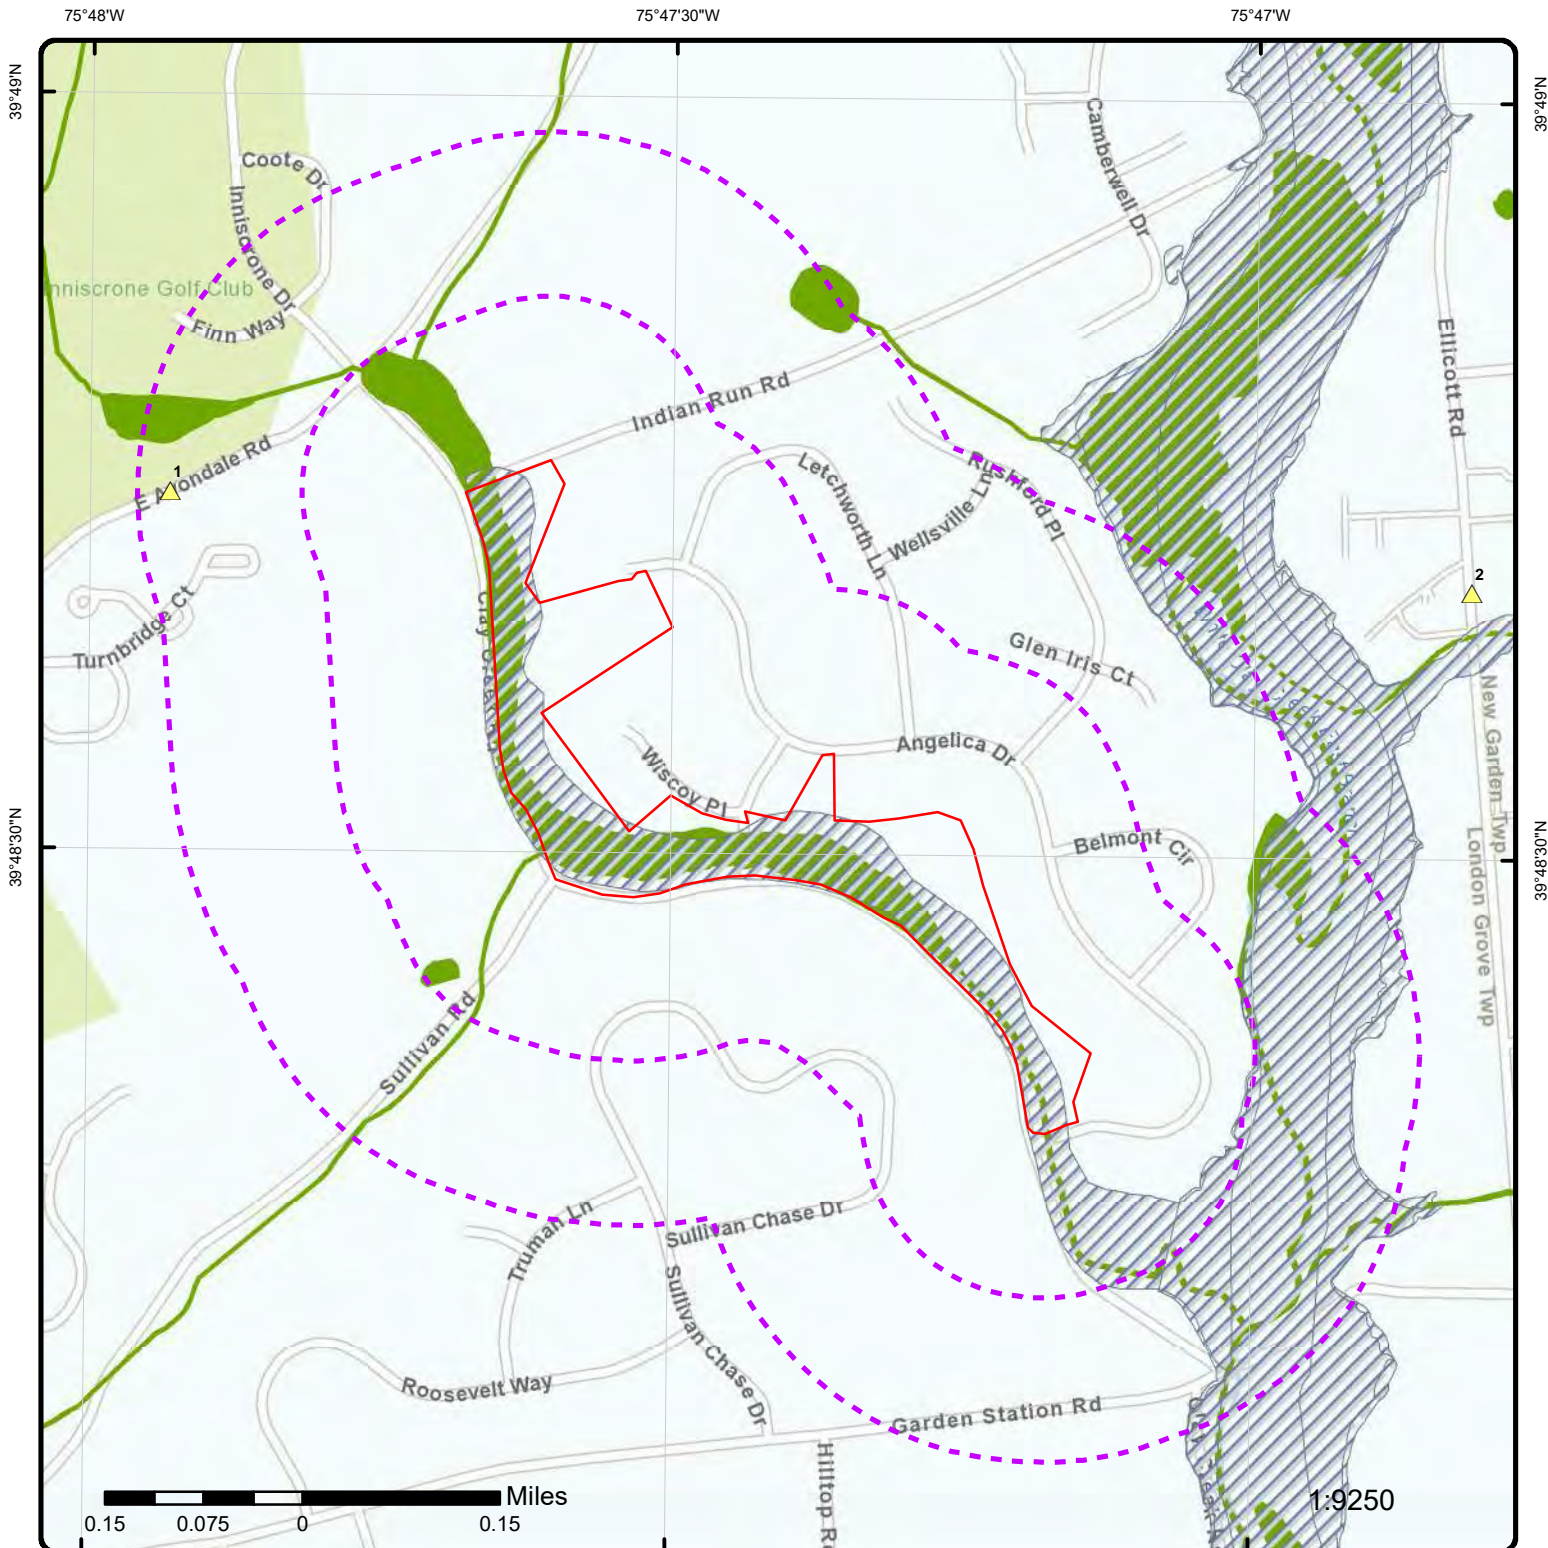 75°48'W
75°47'30"W
75°47'W
39°49'N
39°49'N
Coote Dr
Camberwell Dr
Inniscrone Dr
nniscrone Golf Club
Finn Way
Ellicott Rd
Indian Run Rd
1
E Avondale Rd
Letchworth Ln
Rushford Pl
Wellsville Ln
2
Turnbridge Ct
Glen Iris Ct
New Garden Twp
London Grove Twp
Angelica Dr
Wiscoy Pl
Belmont Cir
39°48'30"N
39°48'30"N
Sullivan Rd
Truman Ln
Sullivan Chase Dr
Sullivan Chase Dr
Roosevelt Way
Garden Station Rd
Hilltop Rd
Miles
1:9250
0.15
0.075
0
0.15